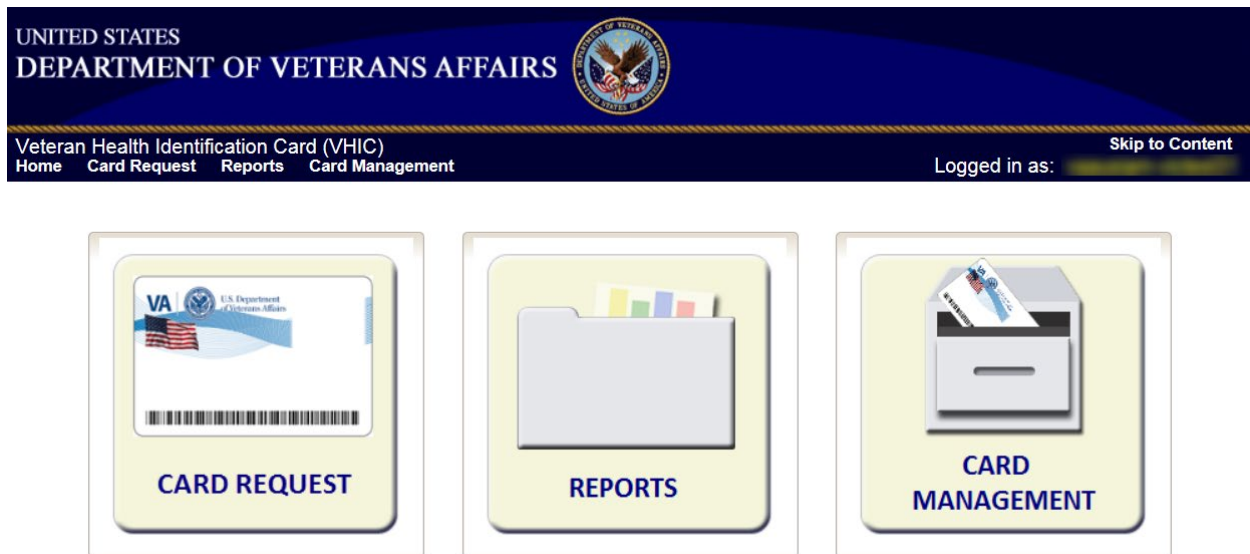 UNITED STATES
DEPARTMENT OF VETERANS AFFAIRS
Veteran Health Identification Card (VHIC)
Skip to Content
Home Card Request Reports Card Management
Logged in as:
VA
U.S. Department
of Veterans Affairs
CARD REQUEST
REPORTS
CARD
MANAGEMENT